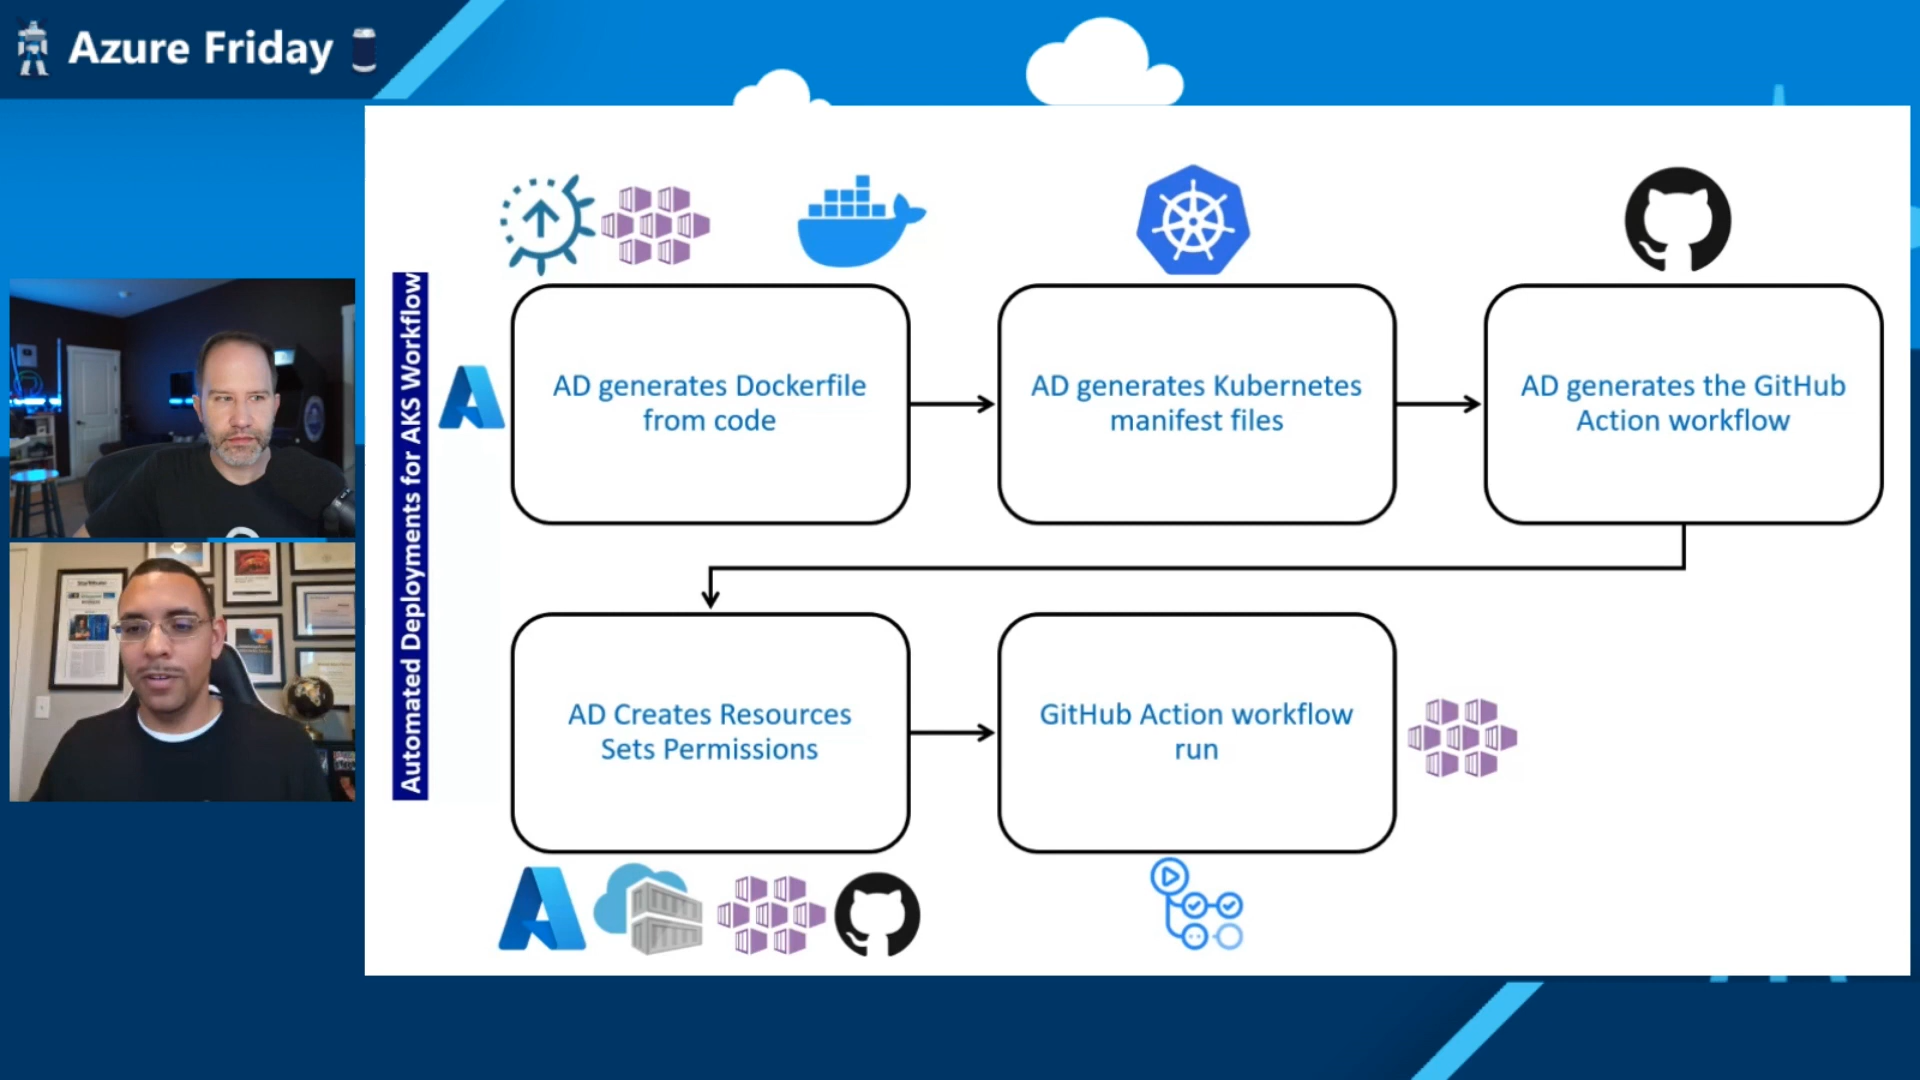 Azure Friday
Automated Deployments for AKS Workflow
AD generates Dockerfile
from code
AD generates Kubernetes
manifest files
AD generates the GitHub
Action workflow
AD Creates Resources
Sets Permissions
GitHub Action workflow
run